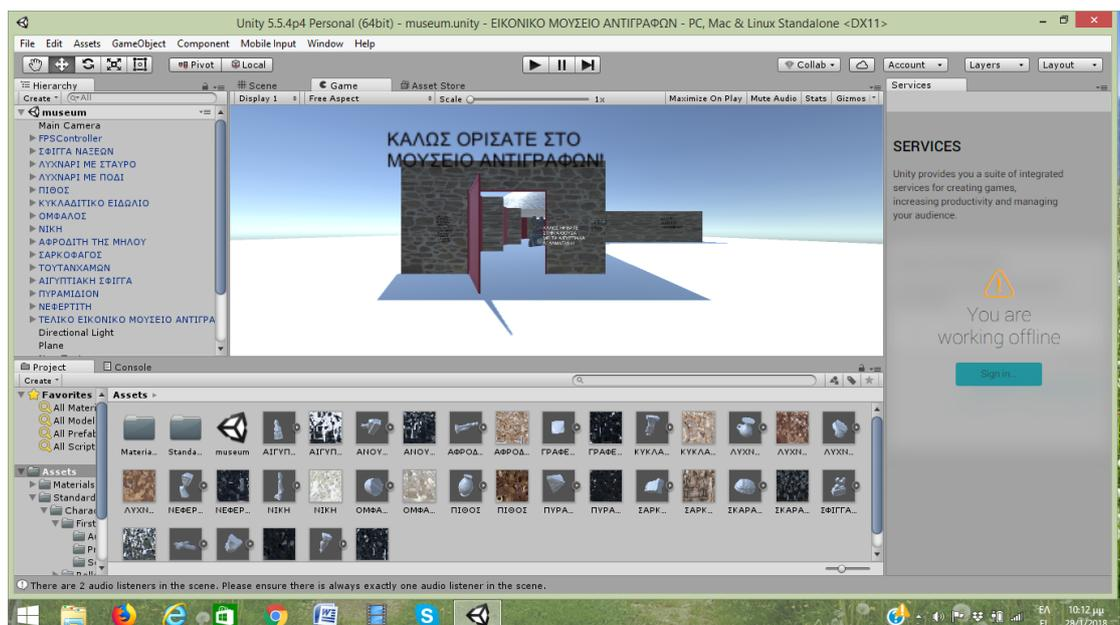 Unity 5.5.4p4 Personal (64bit) - museum.unity - ΕΙΚΟΝΙΚΟ ΜΟΥΣΕΙΟ ΑΝΤΙΓΡΑΦΩΝ - PC, Mac & Linux Standalone <DX11>
File Edit Assets GameObject Component Mobile Input Window Help
Pivot Local Collab Account Layers Layout
Hierarchy
Create All
museum
Main Camera
FPSController
ΣΦΙΓΓΑ ΝΑΞΕΩΝ
ΛΥΧΝΑΡΙ ΜΕ ΣΤΑΥΡΟ
ΛΥΧΝΑΡΙ ΜΕ ΠΟΔΙ
ΠΙΘΟΣ
ΚΥΚΛΑΔΙΤΙΚΟ ΕΙΔΩΛΙΟ
ΟΜΦΑΛΟΣ
ΝΙΚΗ
ΑΦΡΟΔΙΤΗ ΤΗΣ ΜΗΛΟΥ
ΣΑΡΚΟΦΑΓΟΣ
ΤΟΥΤΑΝΧΑΜΩΝ
ΑΙΓΥΠΤΙΑΚΗ ΣΦΙΓΓΑ
ΠΥΡΑΜΙΔΙΟΝ
ΝΕΦΕΡΤΙΤΗ
ΤΕΛΙΚΟ ΕΙΚΟΝΙΚΟ ΜΟΥΣΕΙΟ ΑΝΤΙΓΡΑ
Directional Light
Plane
Scene Game Asset Store
Display 1 Free Aspect Scale 1x Maximize On Play Mute Audio Stats Gizmos
ΚΑΛΩΣ ΟΡΙΣΑΤΕ ΣΤΟ
ΜΟΥΣΕΙΟ ΑΝΤΙΓΡΑΦΩΝ!
Services
SERVICES
Unity provides you a suite of integrated
services for creating games,
increasing productivity and managing
your audience.
You are
working offline
Sign in...
Project Console
Create
Favorites
All Materi
All Model
All Prefab
All Script
Assets
Materials
Standard
Charac
First
Assets
Materia... Standa... museum ΑΙΓΥΠ... ΑΙΓΥΠ... ΑΝΟΥ... ΑΝΟΥ... ΑΦΡΟΔ... ΑΦΡΟΔ... ΓΡΑΦΕ... ΓΡΑΦΕ... ΚΥΚΛΑ... ΚΥΚΛΑ... ΛΥΧΝ... ΛΥΧΝ... ΛΥΧΝ...
ΛΥΧΝ... ΝΕΦΕΡ... ΝΕΦΕΡ... ΝΙΚΗ ΝΙΚΗ ΟΜΦΑ... ΟΜΦΑ... ΠΙΘΟΣ ΠΙΘΟΣ ΠΥΡΑ... ΠΥΡΑ... ΣΑΡΚ... ΣΑΡΚ... ΣΚΑΡΑ... ΣΚΑΡΑ... ΣΦΙΓΓΑ...
There are 2 audio listeners in the scene. Please ensure there is always exactly one audio listener in the scene.
ΕΛ 10:12 μμ
29/1/2018